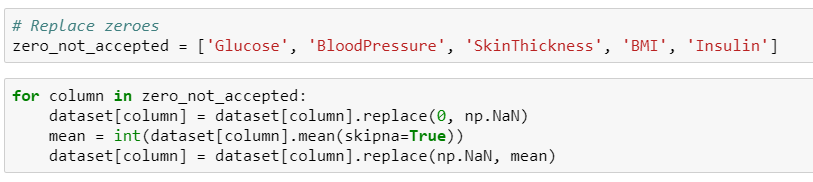 # Replace zeroes
zero_not_accepted = ['Glucose', 'BloodPressure', 'SkinThickness', 'BMI', 'Insulin']
for column in zero_not_accepted:
    dataset[column] = dataset[column].replace(0, np.NaN)
    mean = int(dataset[column].mean(skipna=True))
    dataset[column] = dataset[column].replace(np.NaN, mean)